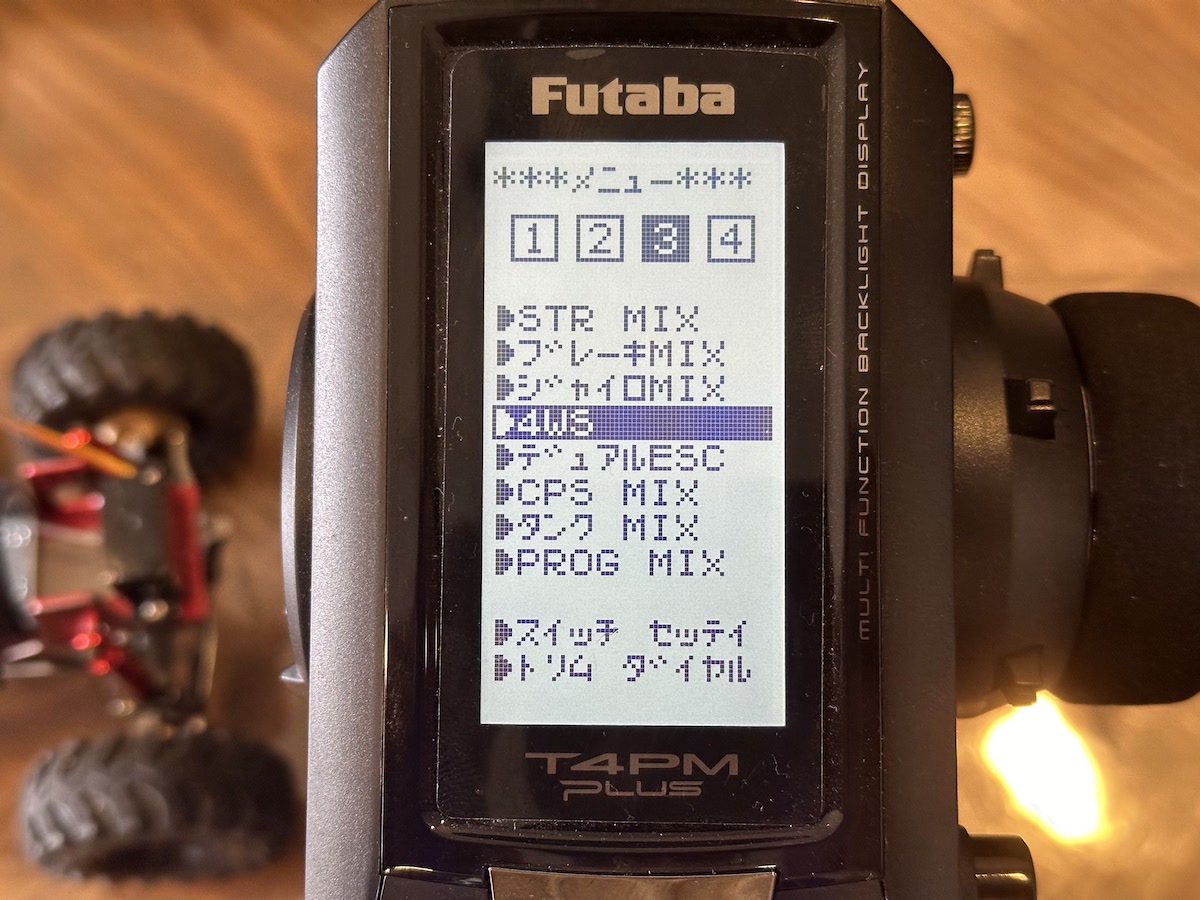 Futaba
***メニュー***
1 2 3 4
▶STR MIX
▶ブレーキMIX
▶ジャイロMIX
▶4WS
▶デュアルESC
▶CPS MIX
▶タンク MIX
▶PROG MIX
▶スイッチ セッテイ
▶トリム ダイヤル
T4PM
PLUS
MULTI FUNCTION BACKLIGHT DISPLAY